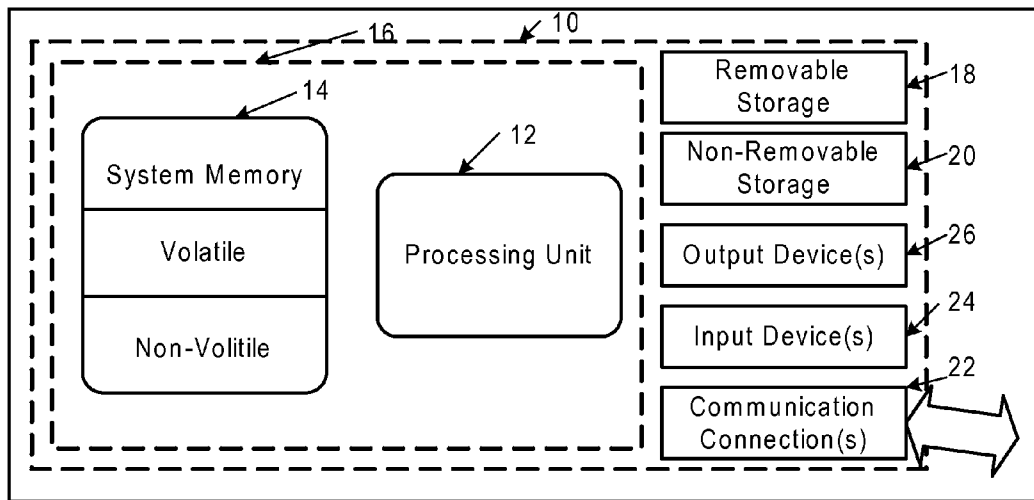 10
16
14
System Memory
Volatile
Non-Volitile
12
Processing Unit
Removable
Storage
18
Non-Removable
Storage
20
Output Device(s)
26
Input Device(s)
24
Communication
Connection(s)
22